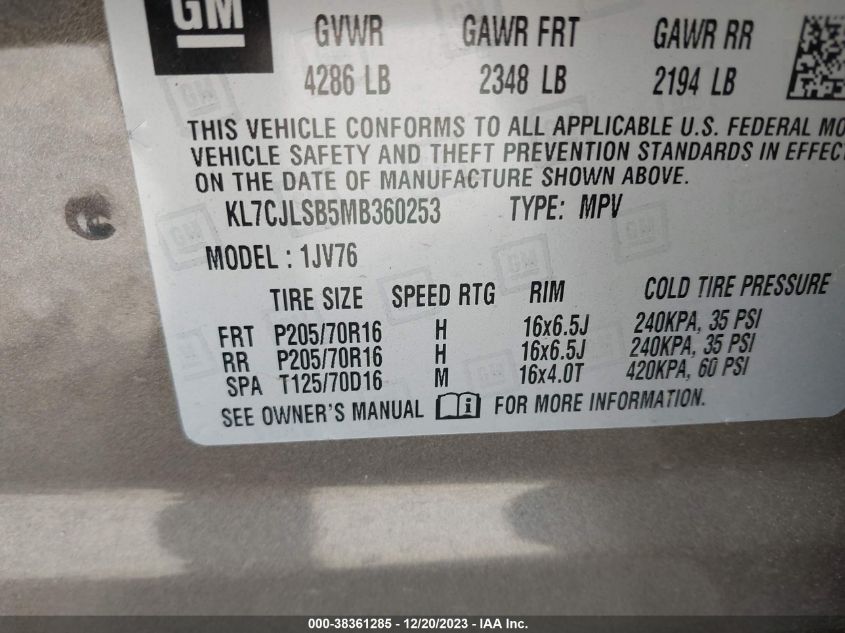 GM
GVWR GAWR FRT GAWR RR
4286 LB 2348 LB 2194 LB
THIS VEHICLE CONFORMS TO ALL APPLICABLE U.S. FEDERAL MO
VEHICLE SAFETY AND THEFT PREVENTION STANDARDS IN EFFEC
ON THE DATE OF MANUFACTURE SHOWN ABOVE.
KL7CJLSB5MB360253 TYPE: MPV
MODEL : 1JV76
TIRE SIZE SPEED RTG RIM COLD TIRE PRESSURE
FRT P205/70R16 H 16x6.5J 240KPA, 35 PSI
RR P205/70R16 H 16x6.5J 240KPA, 35 PSI
SPA T125/70D16 M 16x4.0T 420KPA, 60 PSI
SEE OWNER'S MANUAL FOR MORE INFORMATION.
000-38361285 - 12/20/2023 - IAA Inc.